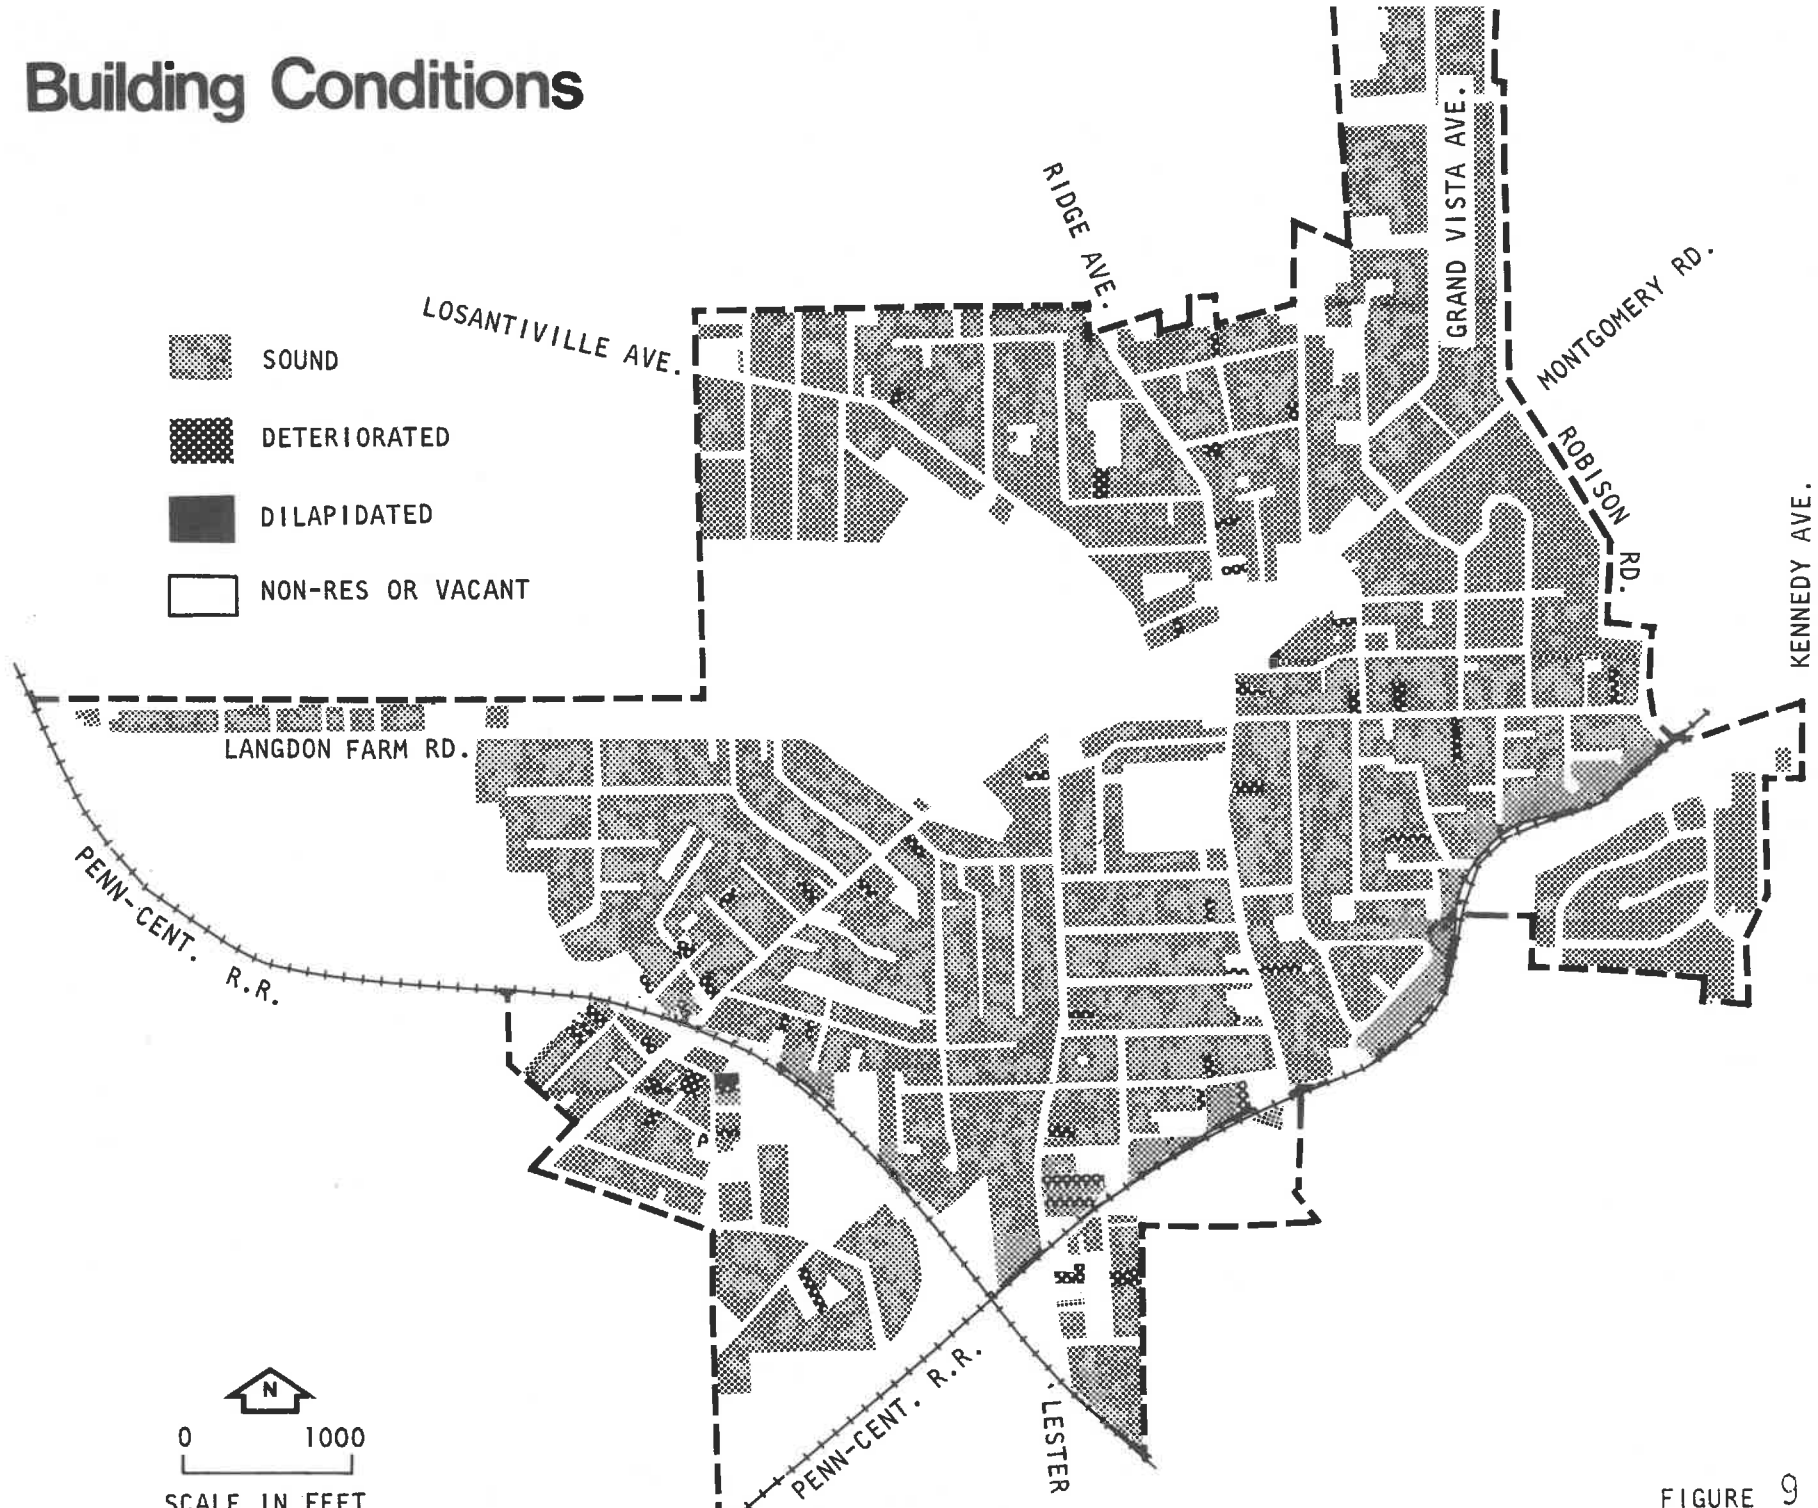 Building Conditions
GRAND VISTA AVE.
RIDGE AVE.
MONTGOMERY RD.
LOSANTIVILLE AVE.
SOUND
DETERIORATED
DILAPIDATED
NON-RES OR VACANT
ROBISON RD.
KENNEDY AVE.
LANGDON FARM RD.
PENN-CENT. R.R.
P
N
0 1000
SCALE IN FEET
PENN-CENT. R.R.
LESTER
FIGURE 9